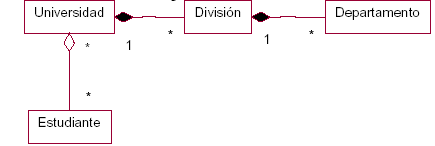 Universidad División Departamento
* 1 * 1 *
*
Estudiante